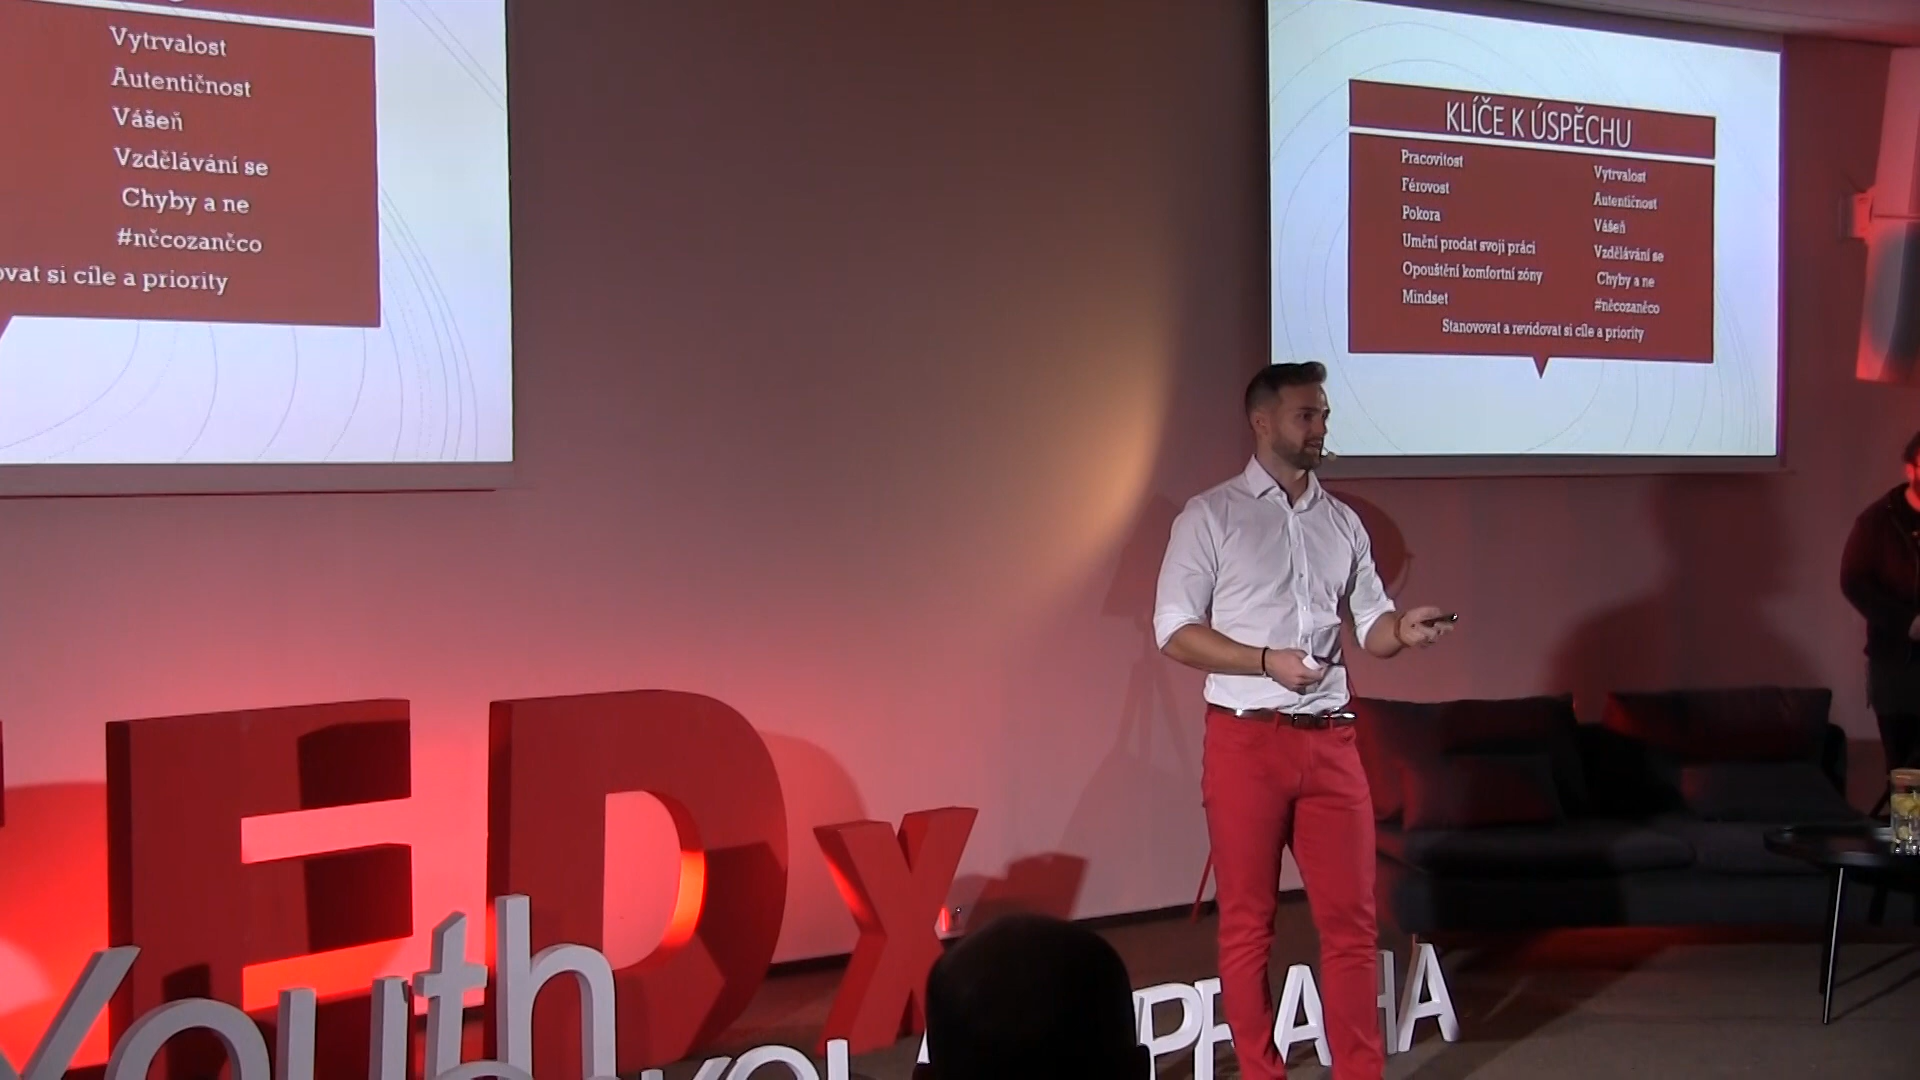 Vytrvalost
Autentičnost
Vášeň
Vzdělávání se
Chyby a ne
#něcozaněco
ovat si cíle a priority
KLÍČE K ÚSPĚCHU
Pracovitost
Férovost
Pokora
Umění prodat svoji práci
Opouštění komfortní zóny
Mindset
Vytrvalost
Autentičnost
Vášeň
Vzdělávání se
Chyby a ne
#něcozaněco
Stanovovat a revidovat si cíle a priority
TEDx
Youth
PRAHA